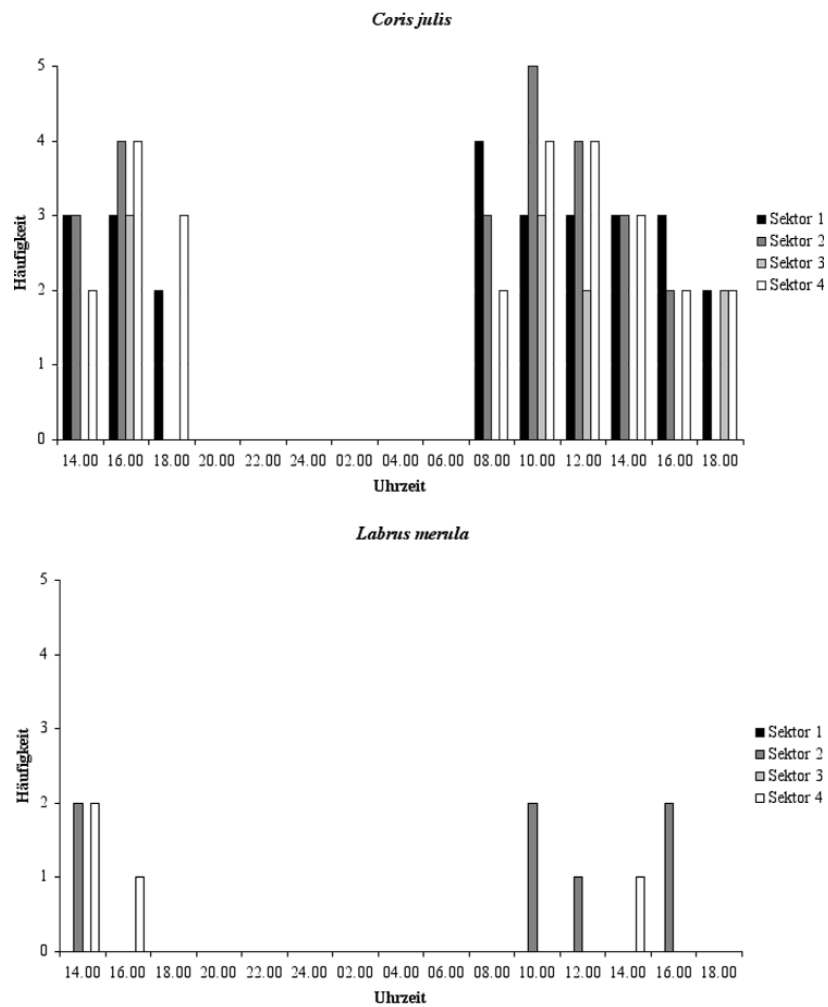 Coris julis
5
4
3
2
1
0
Häufigkeit
14.00 16.00 18.00 20.00 22.00 24.00 02.00 04.00 06.00 08.00 10.00 12.00 14.00 16.00 18.00
Uhrzeit
Sektor 1
Sektor 2
Sektor 3
Sektor 4
Labrus merula
5
4
3
2
1
0
Häufigkeit
14.00 16.00 18.00 20.00 22.00 24.00 02.00 04.00 06.00 08.00 10.00 12.00 14.00 16.00 18.00
Uhrzeit
Sektor 1
Sektor 2
Sektor 3
Sektor 4